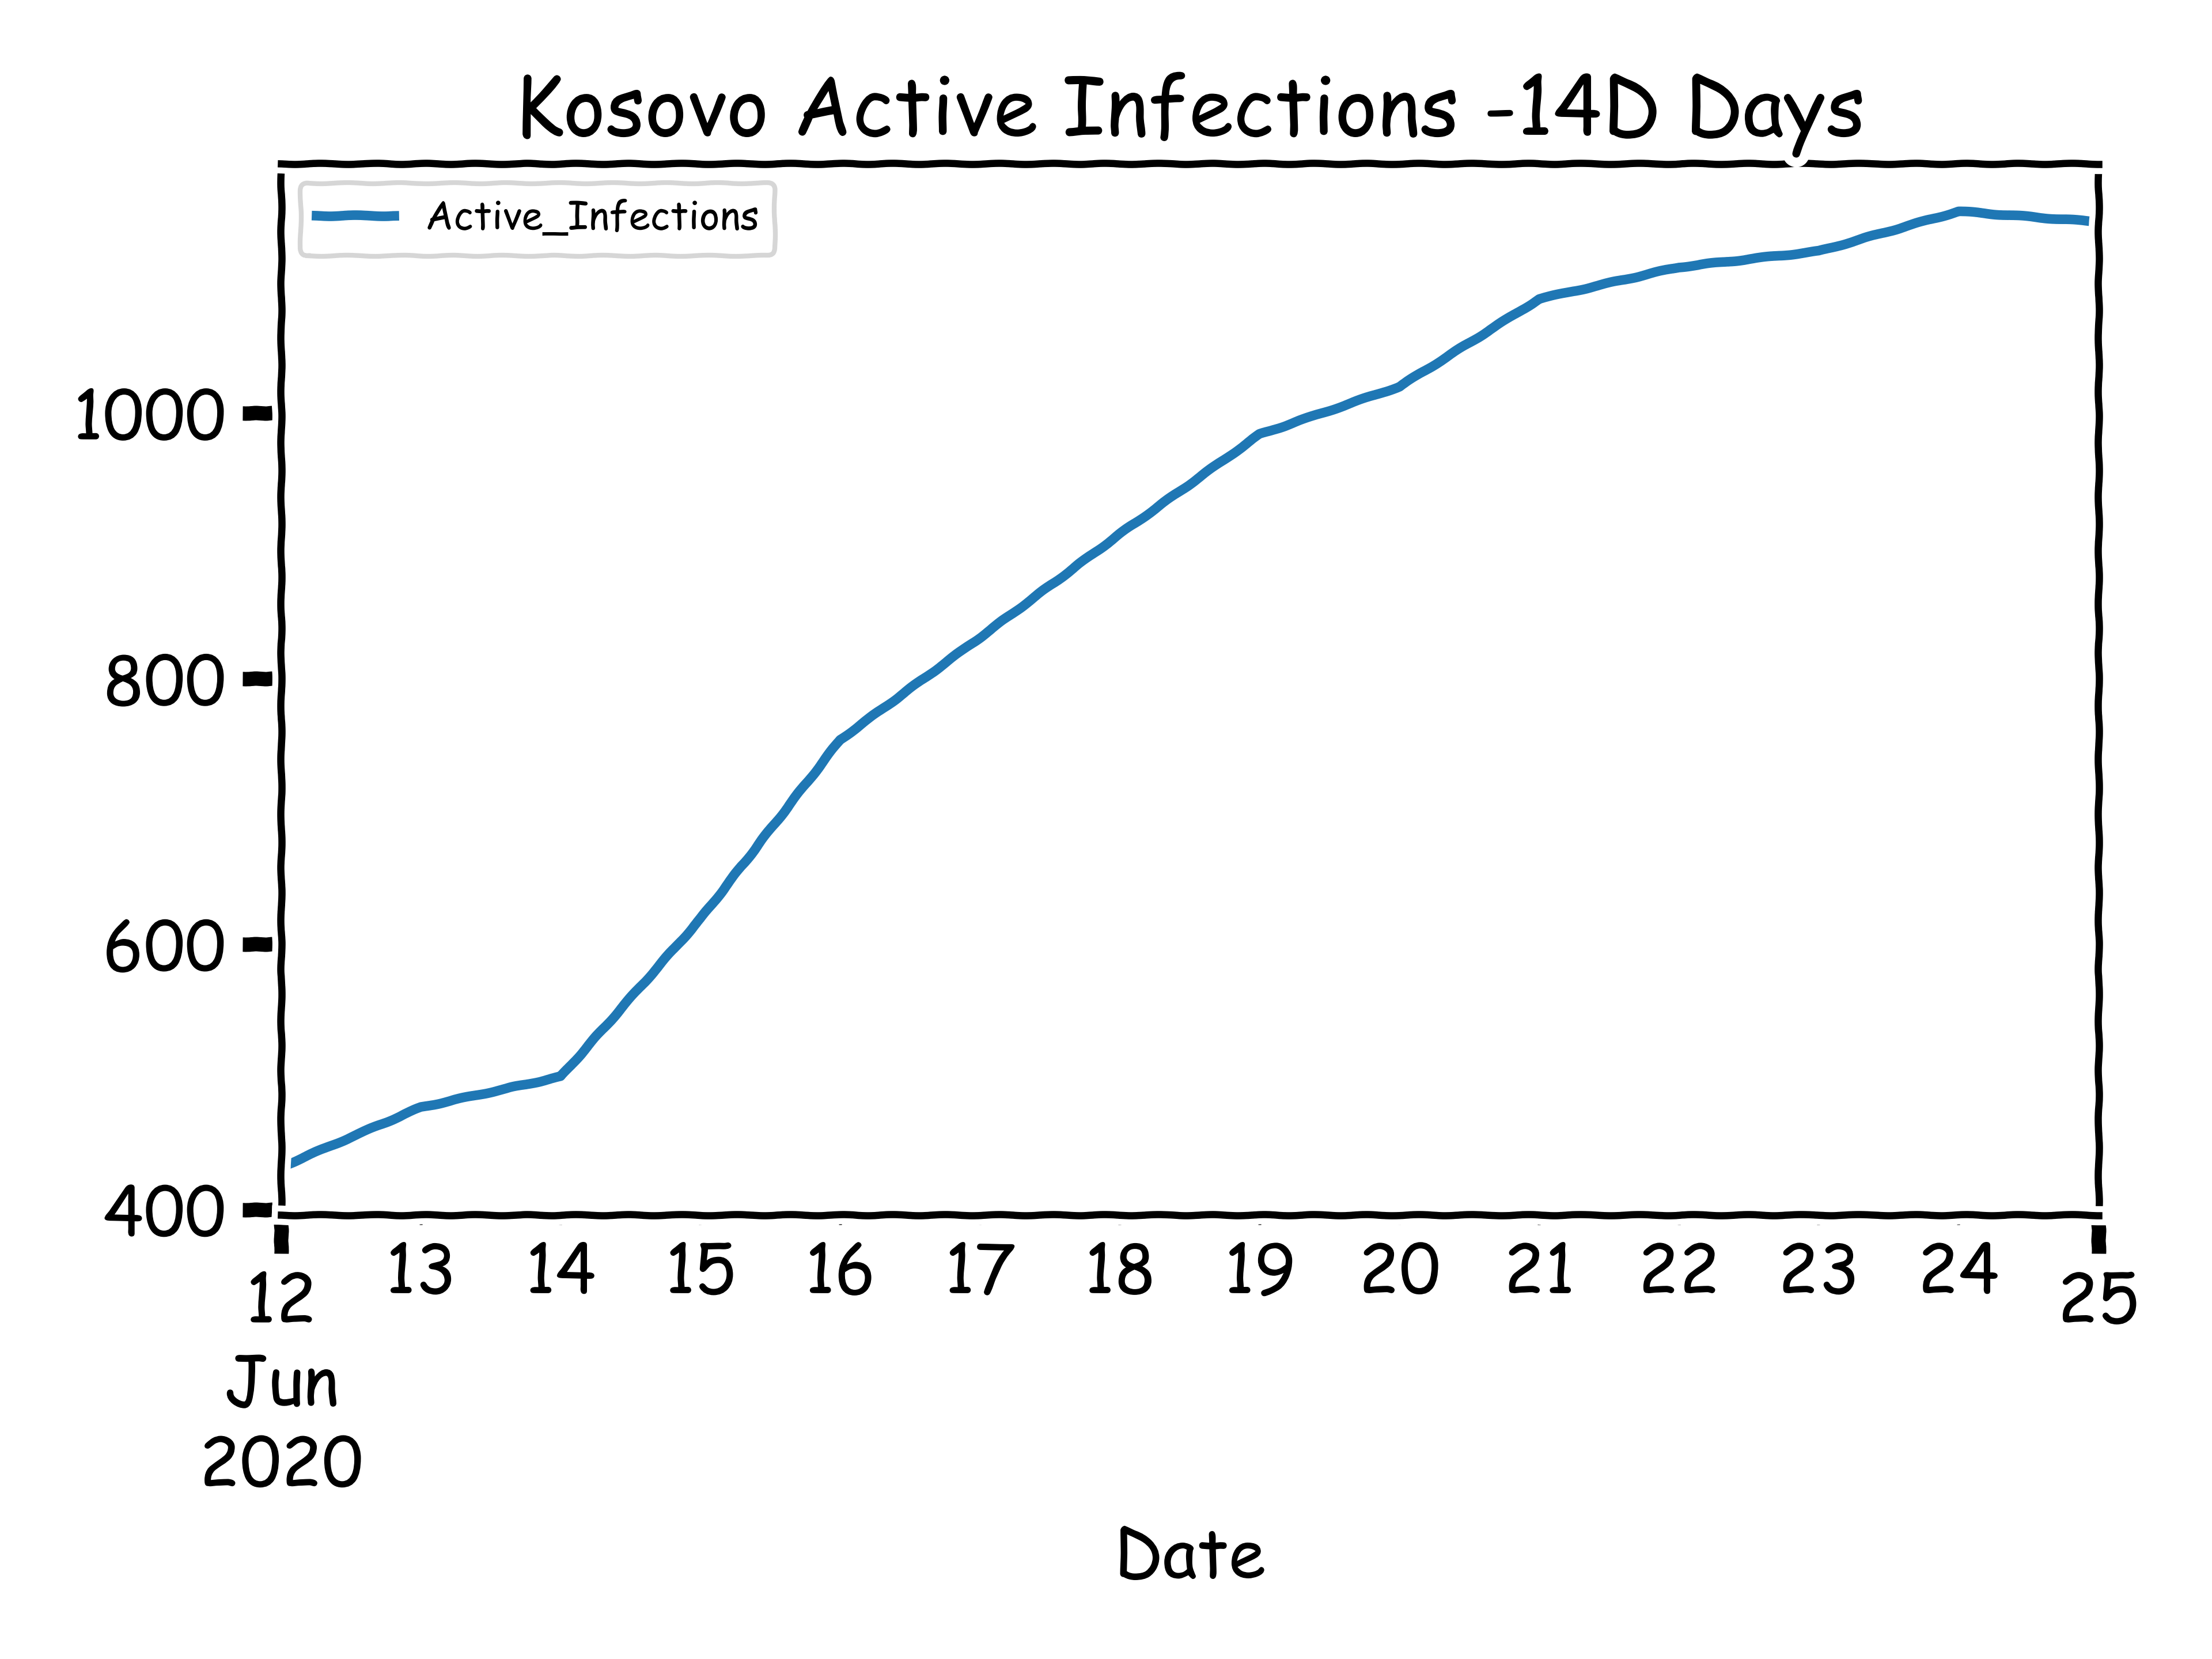 Kosovo Active Infections -14D Days
Active_Infections
1000
800
600
400
12 13 14 15 16 17 18 19 20 21 22 23 24 25
Jun
2020
Date